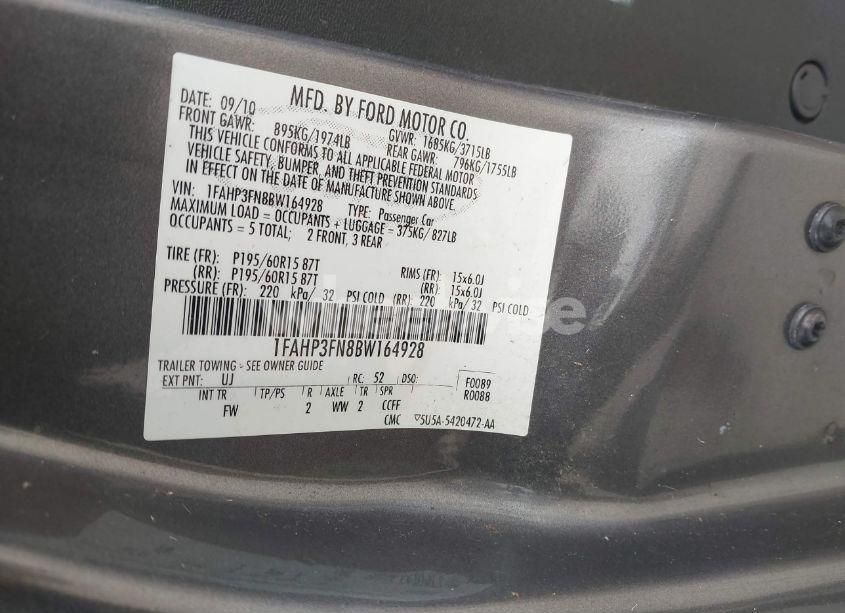 MFD. BY FORD MOTOR CO.
DATE: 09/10 GVWR: 1685KG/3715LB
FRONT GAWR: 895KG/1974LB REAR GAWR: 796KG/1755LB
THIS VEHICLE CONFORMS TO ALL APPLICABLE FEDERAL MOTOR
VEHICLE SAFETY, BUMPER, AND THEFT PREVENTION STANDARDS
IN EFFECT ON THE DATE OF MANUFACTURE SHOWN ABOVE.
VIN: 1FAHP3FN8BW164928 TYPE: Passenger Car
MAXIMUM LOAD = OCCUPANTS + LUGGAGE = 375KG/ 827LB
OCCUPANTS = 5 TOTAL; 2 FRONT, 3 REAR
TIRE (FR): P195/60R15 87T RIMS (FR): 15x6.0J
(RR): P195/60R15 87T (RR): 15x6.0J
PRESSURE (FR): 220 kPa/ 32 PSI COLD (RR): 220 kPa/ 32 PSI COLD
1FAHP3FN8BW164928
TRAILER TOWING - SEE OWNER GUIDE
EXT PNT: UJ RC: 52 DSO: F0089
R0088
INT TR TP/PS R AXLE TR SPR
FW 2 WW 2 CCFF
CMC ▽5U5A-5420472-AA